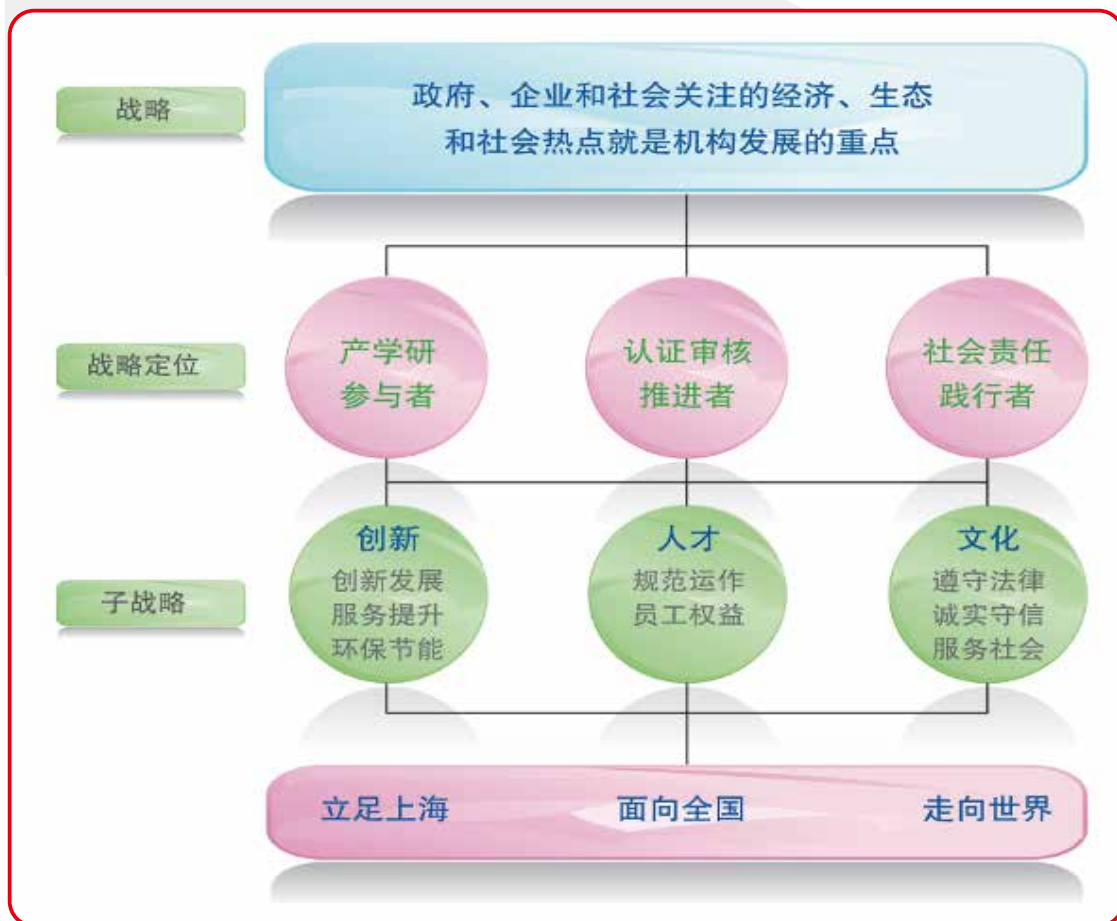 战略
政府、企业和社会关注的经济、生态
和社会热点就是机构发展的重点
战略定位
产学研
参与者
认证审核
推进者
社会责任
践行者
子战略
创新
创新发展
服务提升
环保节能
人才
规范运作
员工权益
文化
遵守法律
诚实守信
服务社会
立足上海
面向全国
走向世界